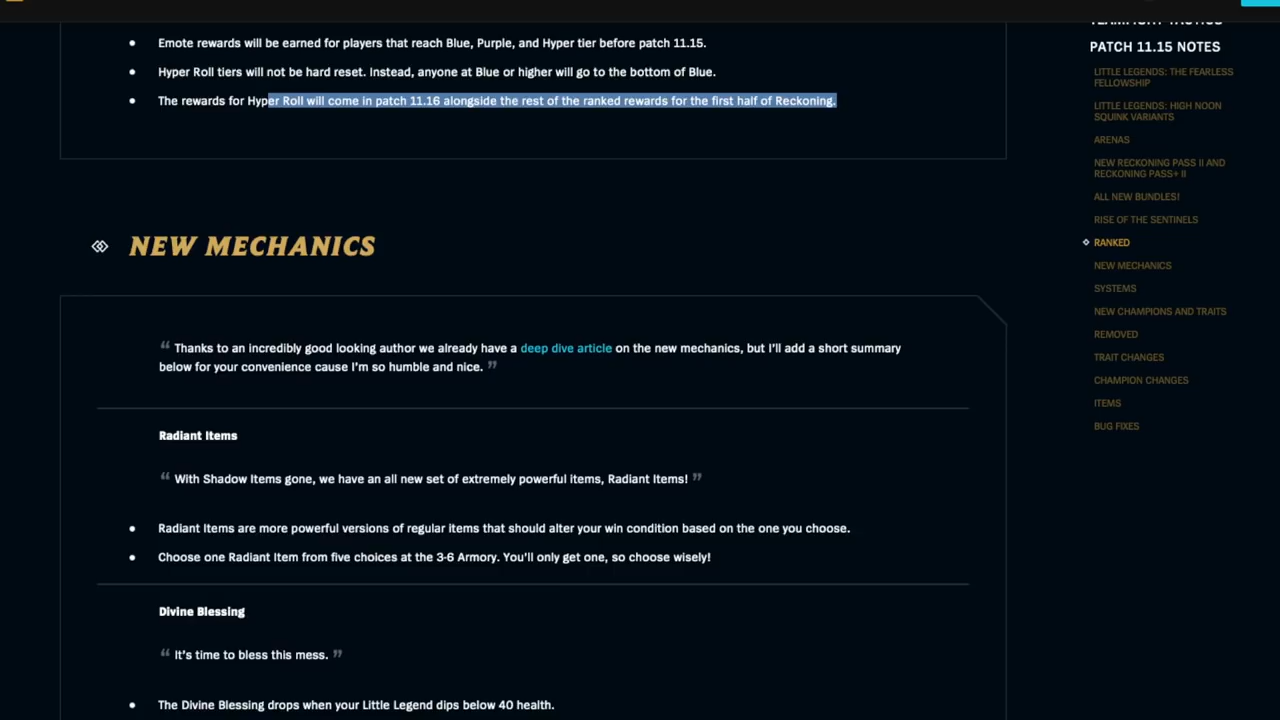 TEAMFIGHT TACTICS
PATCH 11.15 NOTES
LITTLE LEGENDS: THE FEARLESS
FELLOWSHIP
LITTLE LEGENDS: HIGH NOON
SQUINK VARIANTS
ARENAS
NEW RECKONING PASS II AND
RECKONING PASS+ II
ALL NEW BUNDLES!
RISE OF THE SENTINELS
RANKED
NEW MECHANICS
SYSTEMS
NEW CHAMPIONS AND TRAITS
REMOVED
TRAIT CHANGES
CHAMPION CHANGES
ITEMS
BUG FIXES
• Emote rewards will be earned for players that reach Blue, Purple, and Hyper tier before patch 11.15.
• Hyper Roll tiers will not be hard reset. Instead, anyone at Blue or higher will go to the bottom of Blue.
• The rewards for Hyper Roll will come in patch 11.16 alongside the rest of the ranked rewards for the first half of Reckoning.
NEW MECHANICS
“ Thanks to an incredibly good looking author we already have a deep dive article on the new mechanics, but I'll add a short summary
below for your convenience cause I'm so humble and nice. ”
Radiant Items
“ With Shadow Items gone, we have an all new set of extremely powerful items, Radiant Items! ”
• Radiant Items are more powerful versions of regular items that should alter your win condition based on the one you choose.
• Choose one Radiant Item from five choices at the 3-6 Armory. You'll only get one, so choose wisely!
Divine Blessing
“ It's time to bless this mess. ”
• The Divine Blessing drops when your Little Legend dips below 40 health.